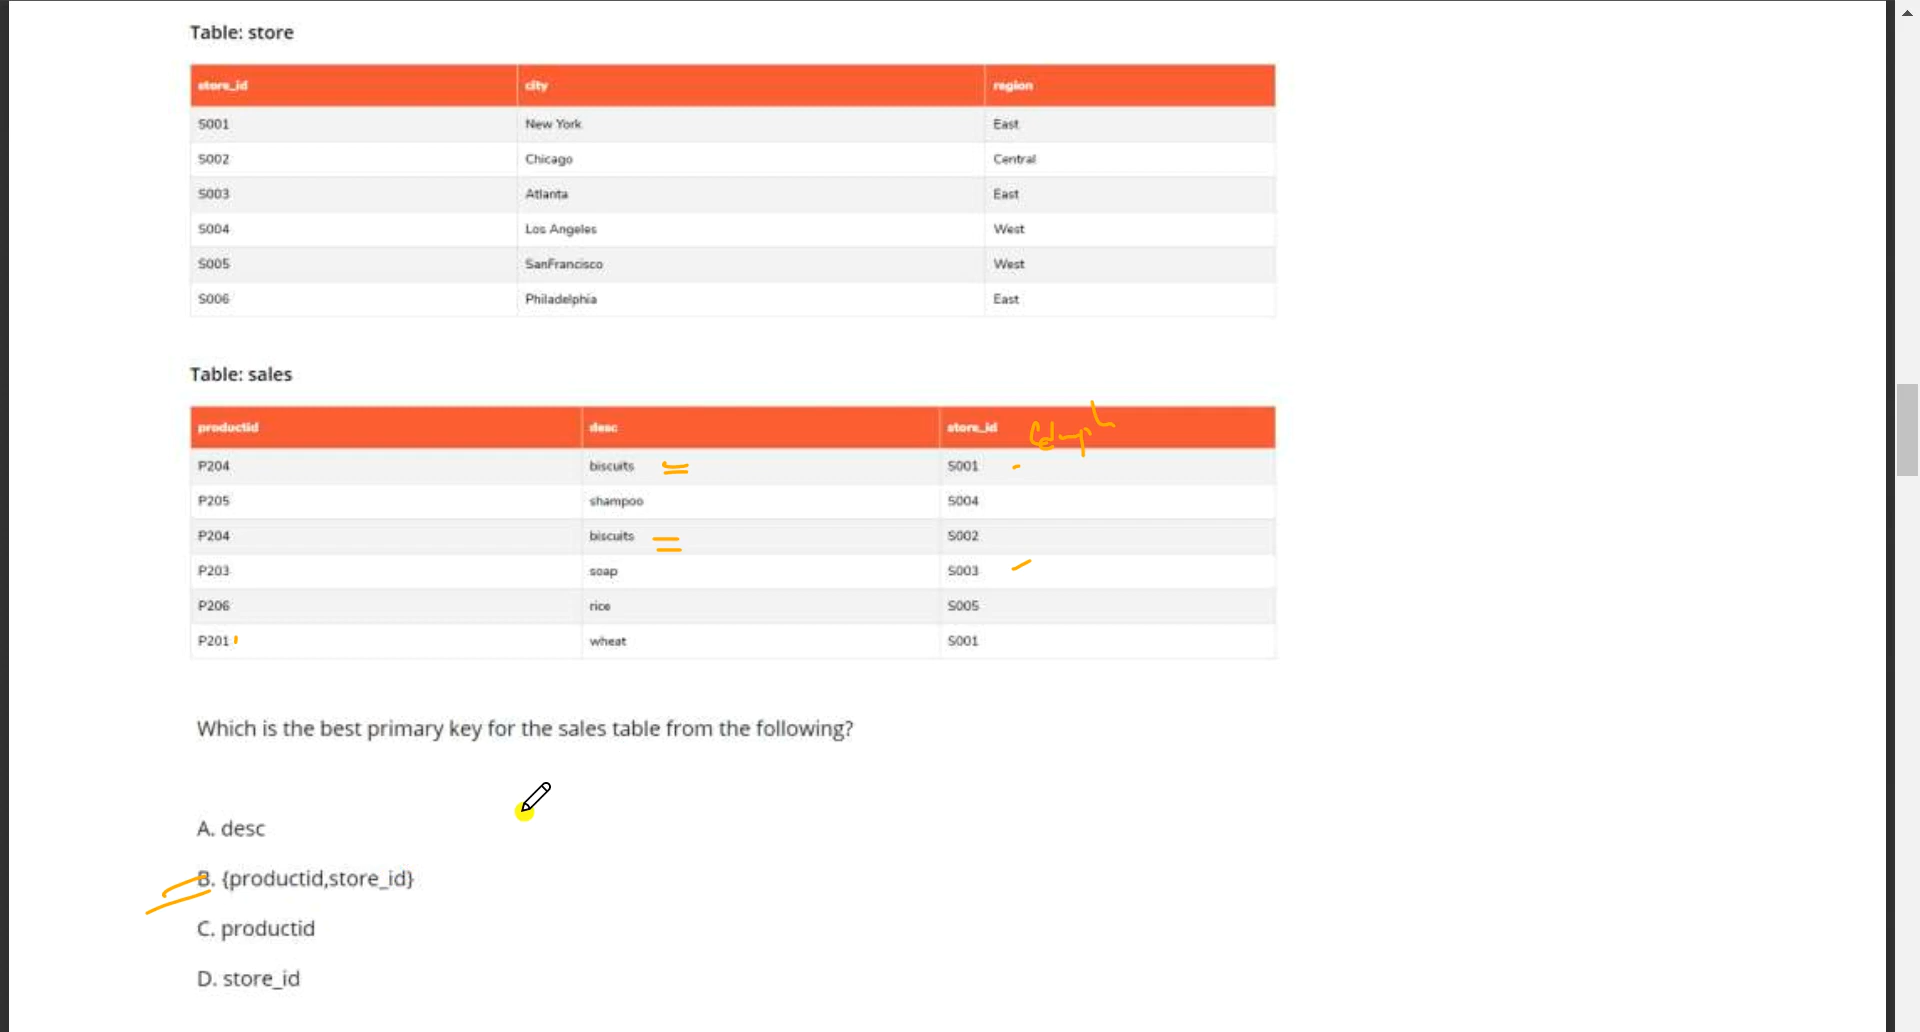 Table: store
store_id city region
S001 New York East
S002 Chicago Central
S003 Atlanta East
S004 Los Angeles West
S005 SanFrancisco West
S006 Philadelphia East
Table: sales
productid desc store_id
P204 biscuits S001
P205 shampoo S004
P204 biscuits S002
P203 soap S003
P206 rice S005
P201 wheat S001
Which is the best primary key for the sales table from the following?
A. desc
B. {productid,store_id}
C. productid
D. store_id